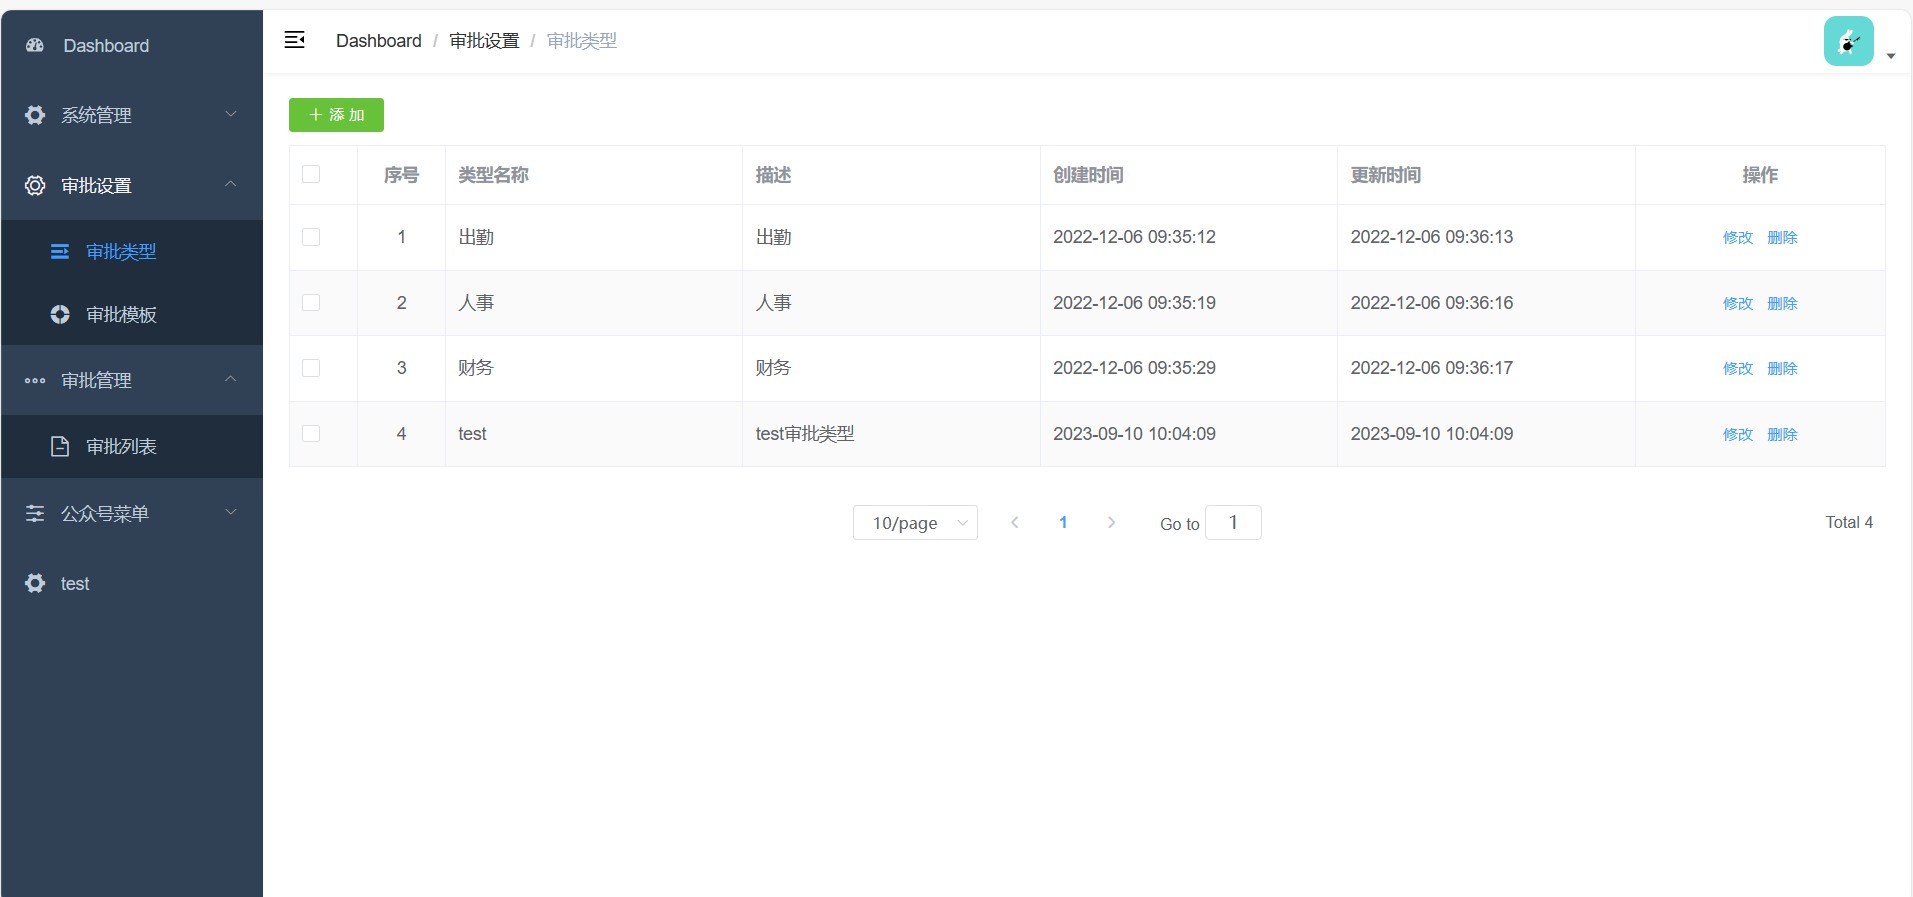 Dashboard
系统管理
审批设置
审批类型
审批模板
审批管理
审批列表
公众号菜单
test
Dashboard / 审批设置 / 审批类型
+ 添 加
序号 类型名称 描述 创建时间 更新时间 操作
1 出勤 出勤 2022-12-06 09:35:12 2022-12-06 09:36:13 修改 删除
2 人事 人事 2022-12-06 09:35:19 2022-12-06 09:36:16 修改 删除
3 财务 财务 2022-12-06 09:35:29 2022-12-06 09:36:17 修改 删除
4 test test审批类型 2023-09-10 10:04:09 2023-09-10 10:04:09 修改 删除
10/page 1 Go to 1 Total 4